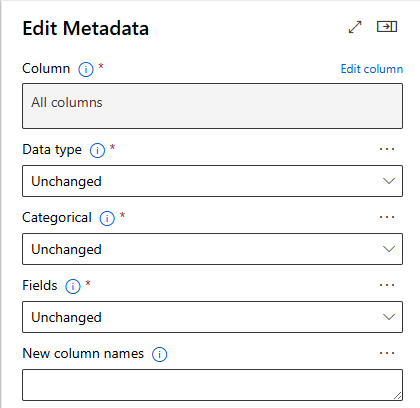 Edit Metadata
Column * Edit column
All columns
Data type *
Unchanged
Categorical *
Unchanged
Fields *
Unchanged
New column names